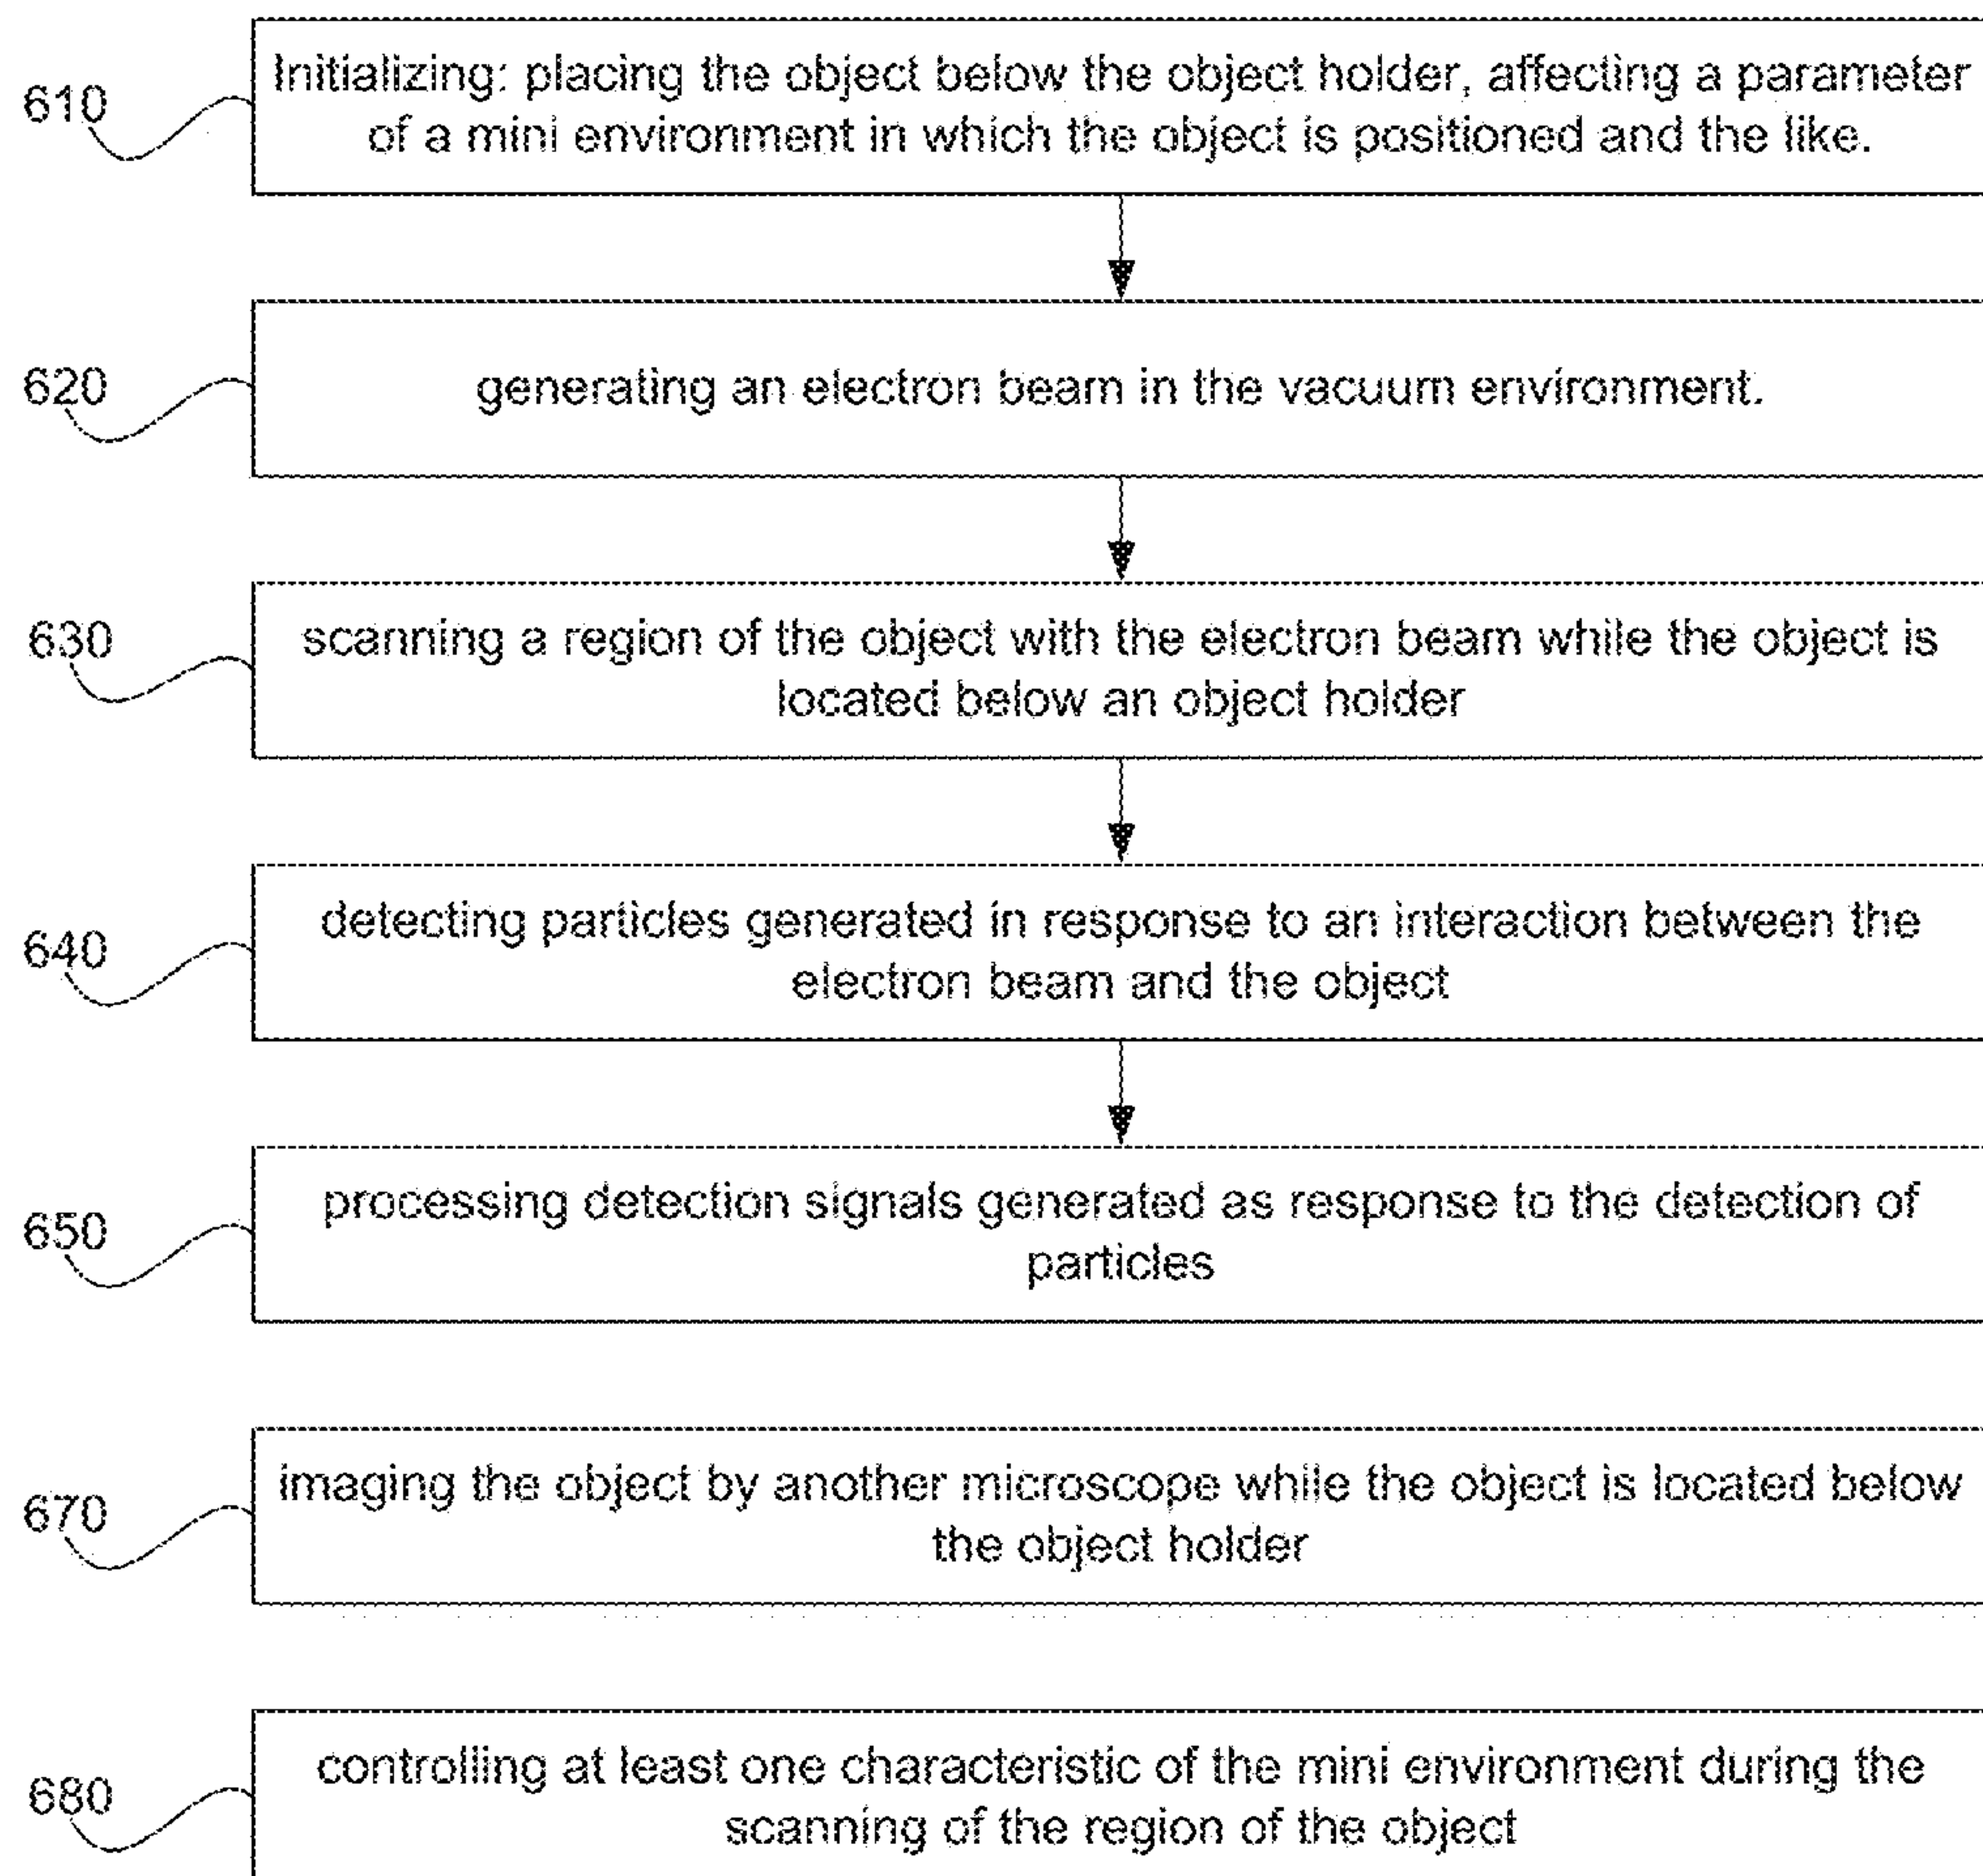 610
Initializing: placing the object below the object holder, affecting a parameter
of a mini environment in which the object is positioned and the like.
620
generating an electron beam in the vacuum environment.
630
scanning a region of the object with the electron beam while the object is
located below an object holder
640
detecting particles generated in response to an interaction between the
electron beam and the object
650
processing detection signals generated as response to the detection of
particles
670
imaging the object by another microscope while the object is located below
the object holder
680
controlling at least one characteristic of the mini environment during the
scanning of the region of the object